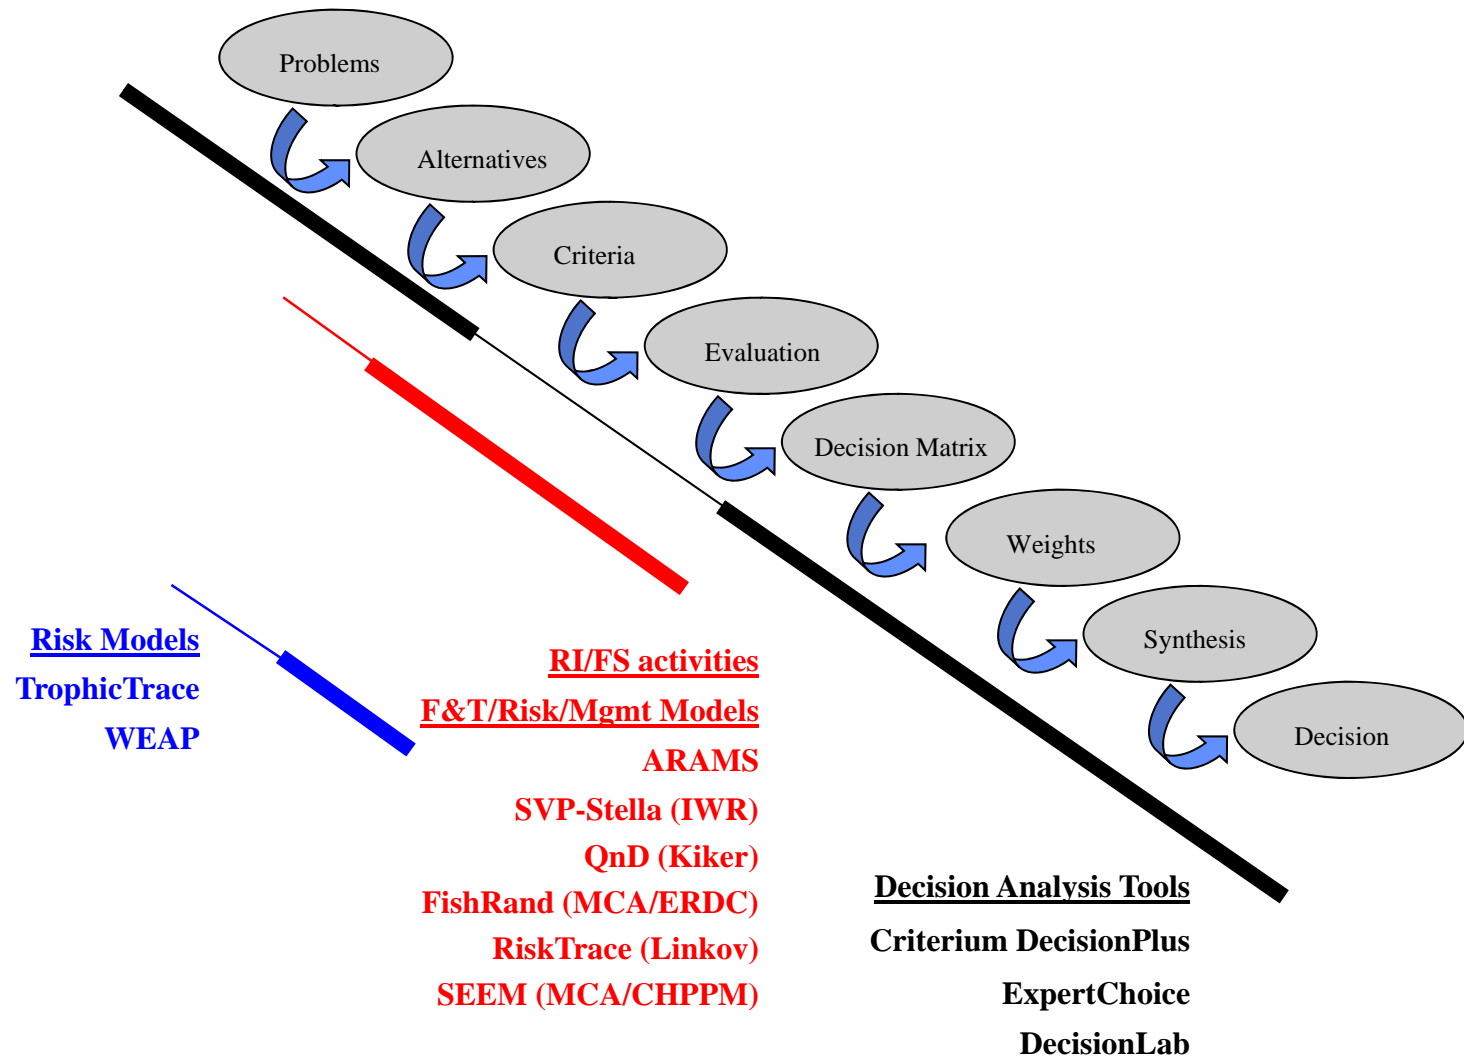 Problems
Alternatives
Criteria
Evaluation
Decision Matrix
Weights
Synthesis
Decision
Risk Models
TrophicTrace
WEAP
RI/FS activities
F&T/Risk/Mgmt Models
ARAMS
SVP-Stella (IWR)
QnD (Kiker)
FishRand (MCA/ERDC)
RiskTrace (Linkov)
SEEM (MCA/CHPPM)
Decision Analysis Tools
Criterium DecisionPlus
ExpertChoice
DecisionLab